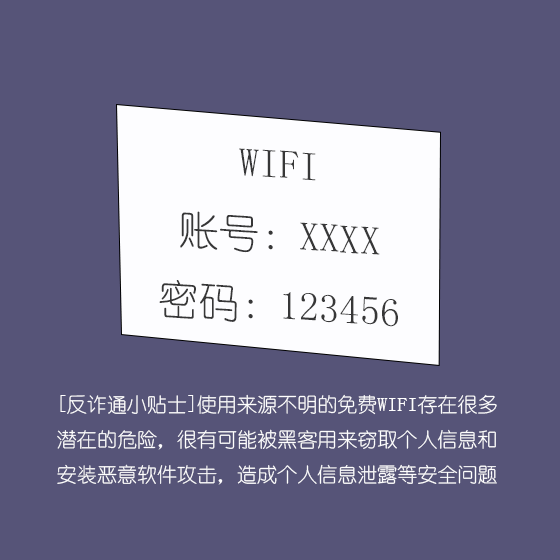 WIFI
账号：XXXX
密码：123456
[反诈通小贴士]使用来源不明的免费WIFI存在很多
潜在的危险，很有可能被黑客用来窃取个人信息和
安装恶意软件攻击，造成个人信息泄露等安全问题